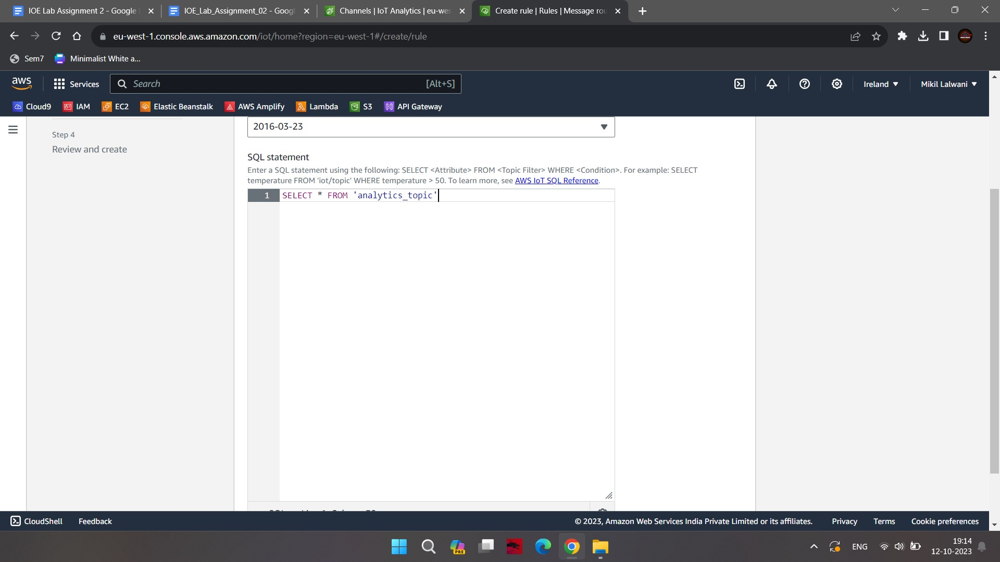 IOE Lab Assignment 2 - Google
IOE_Lab_Assignment_02 - Goog
Channels | IoT Analytics | eu-wes
Create rule | Rules | Message rou
eu-west-1.console.aws.amazon.com/iot/home?region=eu-west-1#/create/rule
Sem7
Minimalist White a...
aws
Services
Search
[Alt+S]
Ireland
Mikil Lalwani
Cloud9
IAM
EC2
Elastic Beanstalk
AWS Amplify
Lambda
S3
API Gateway
Step 4
Review and create
2016-03-23
SQL statement
Enter a SQL statement using the following: SELECT <Attribute> FROM <Topic Filter> WHERE <Condition>. For example: SELECT
temperature FROM 'iot/topic' WHERE temperature > 50. To learn more, see AWS IoT SQL Reference.
1 SELECT * FROM 'analytics_topic'
CloudShell
Feedback
© 2023, Amazon Web Services India Private Limited or its affiliates.
Privacy
Terms
Cookie preferences
PRE
ENG
19:14
12-10-2023